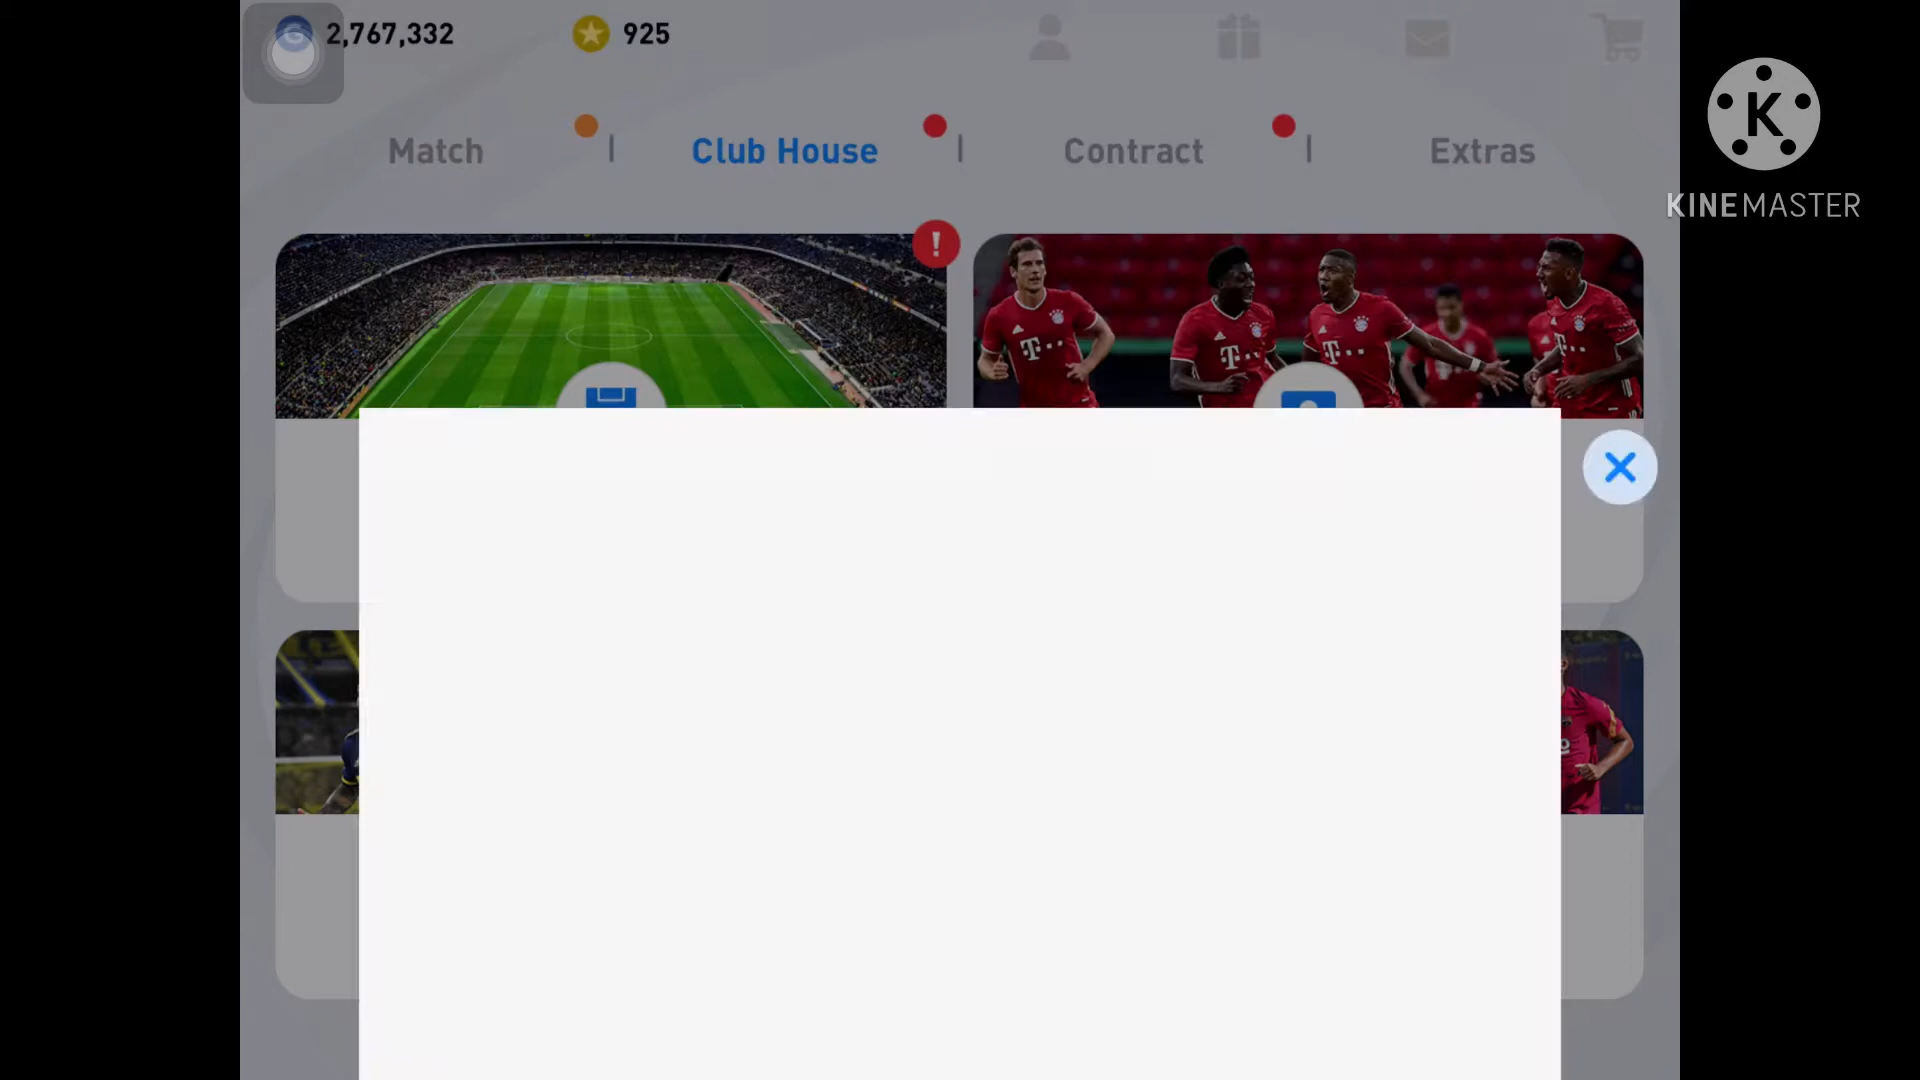 G 2,767,332 925
Match Club House Contract Extras
K
KINEMASTER
!
T
T
T
T